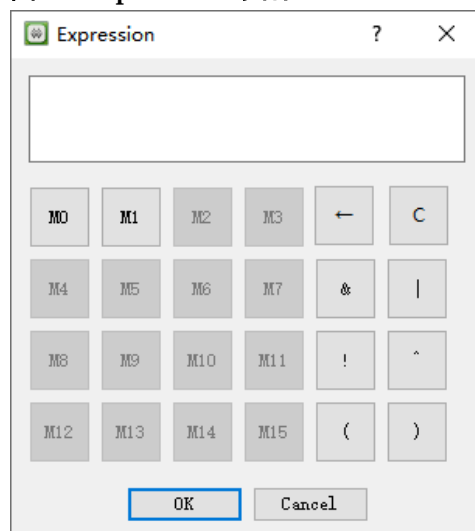 Expression ? ×
M0 M1 M2 M3 ← C
M4 M5 M6 M7 & |
M8 M9 M10 M11 ! ^
M12 M13 M14 M15 ( )
OK Cancel